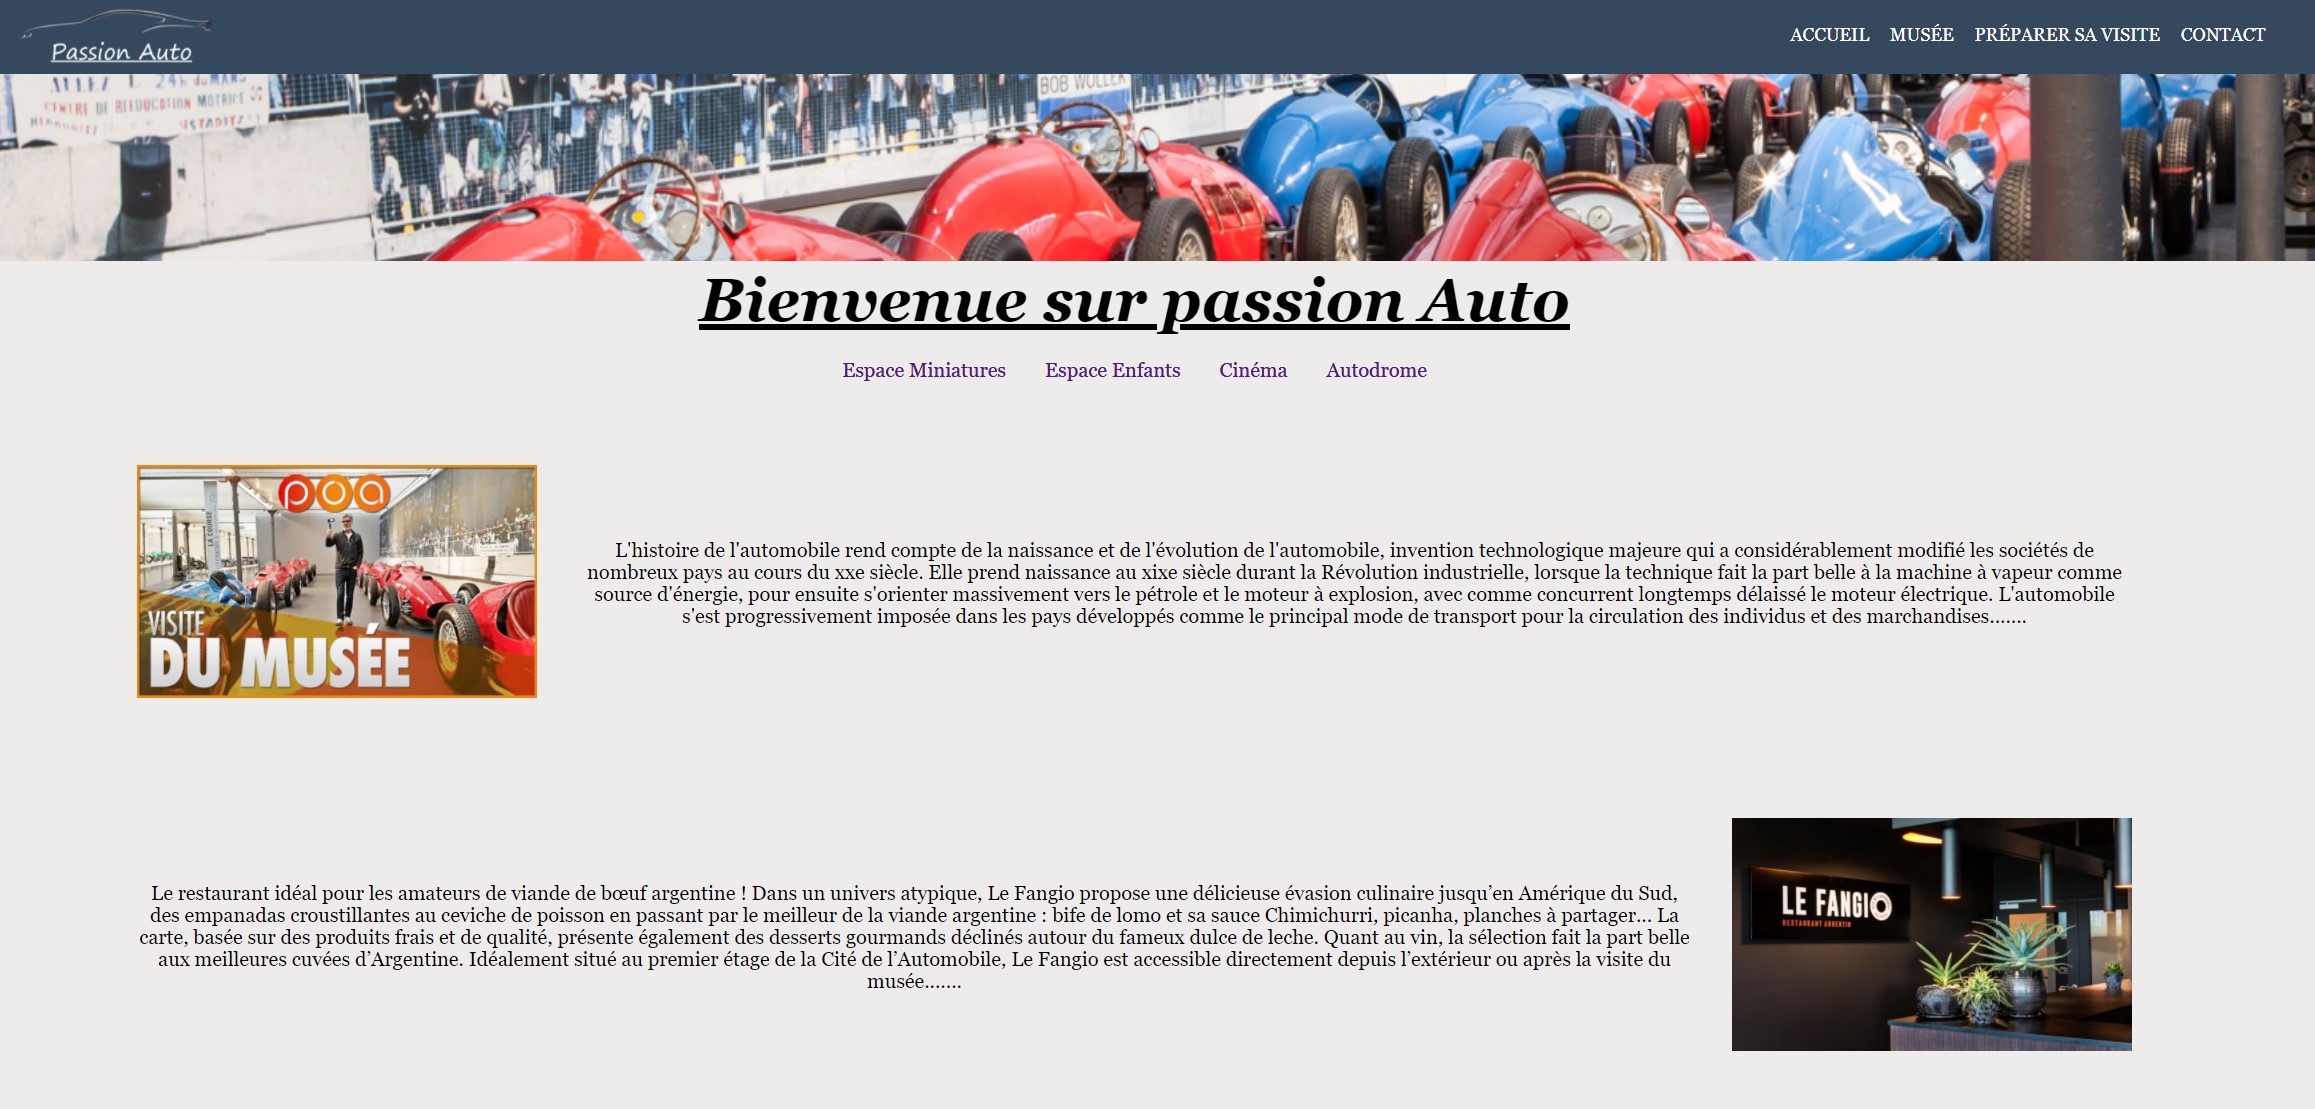 Passion Auto
ACCUEIL MUSÉE PRÉPARER SA VISITE CONTACT
24h du MANS
CENTRE DE REEDUCATION MOTRICE
BOB WOLLEK
Bienvenue sur passion Auto
Espace Miniatures Espace Enfants Cinéma Autodrome
poa
LA COURSE
VISITE
DU MUSÉE
L'histoire de l'automobile rend compte de la naissance et de l'évolution de l'automobile, invention technologique majeure qui a considérablement modifié les sociétés de
nombreux pays au cours du xxe siècle. Elle prend naissance au xixe siècle durant la Révolution industrielle, lorsque la technique fait la part belle à la machine à vapeur comme
source d'énergie, pour ensuite s'orienter massivement vers le pétrole et le moteur à explosion, avec comme concurrent longtemps délaissé le moteur électrique. L'automobile
s'est progressivement imposée dans les pays développés comme le principal mode de transport pour la circulation des individus et des marchandises.......
Le restaurant idéal pour les amateurs de viande de bœuf argentine ! Dans un univers atypique, Le Fangio propose une délicieuse évasion culinaire jusqu’en Amérique du Sud,
des empanadas croustillantes au ceviche de poisson en passant par le meilleur de la viande argentine : bife de lomo et sa sauce Chimichurri, picanha, planches à partager… La
carte, basée sur des produits frais et de qualité, présente également des desserts gourmands déclinés autour du fameux dulce de leche. Quant au vin, la sélection fait la part belle
aux meilleures cuvées d’Argentine. Idéalement situé au premier étage de la Cité de l’Automobile, Le Fangio est accessible directement depuis l’extérieur ou après la visite du
musée.......
LE FANGIO
RESTAURANT ARGENTIN